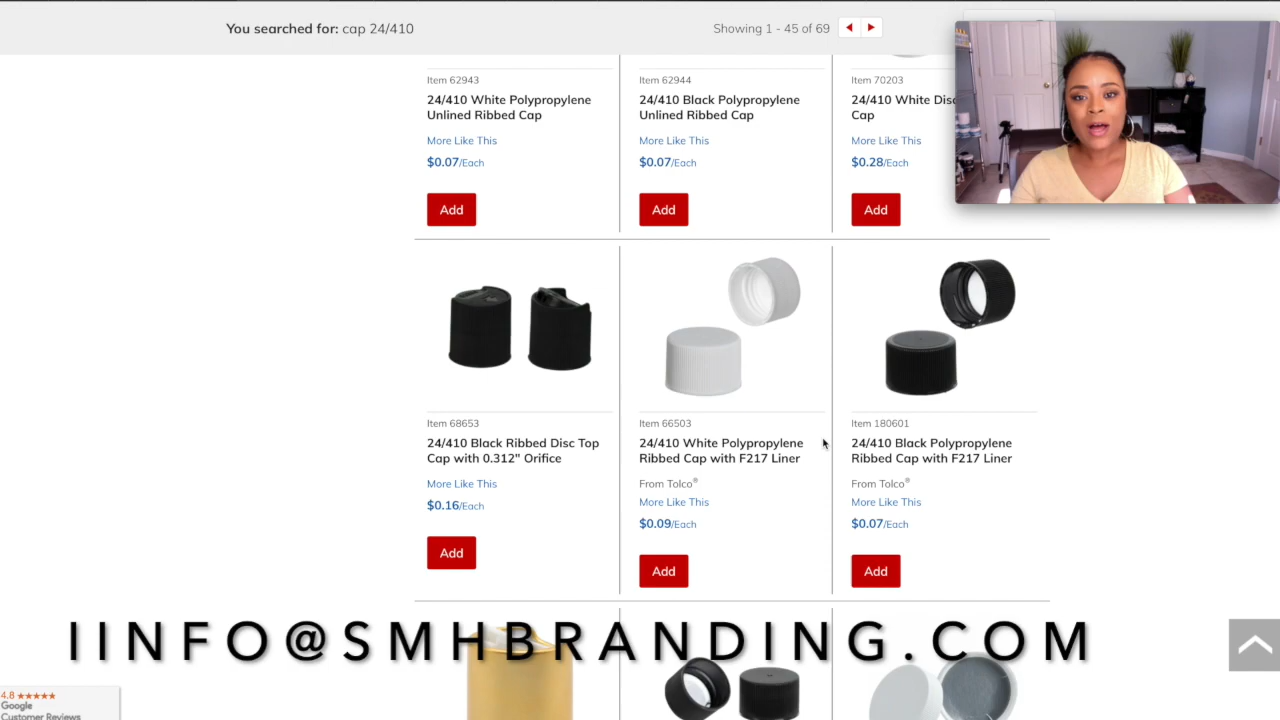 You searched for: cap 24/410
Showing 1 - 45 of 69
Item 62943
24/410 White Polypropylene
Unlined Ribbed Cap
More Like This
$0.07/Each
Add
Item 62944
24/410 Black Polypropylene
Unlined Ribbed Cap
More Like This
$0.07/Each
Add
Item 70203
24/410 White
Cap
More Like This
$0.28/Each
Add
Item 68653
24/410 Black Ribbed Disc Top
Cap with 0.312" Orifice
More Like This
$0.16/Each
Add
Item 66503
24/410 White Polypropylene
Ribbed Cap with F217 Liner
From Tolco®
More Like This
$0.09/Each
Add
Item 180601
24/410 Black Polypropylene
Ribbed Cap with F217 Liner
From Tolco®
More Like This
$0.07/Each
Add
IINFO@SMHBRANDING.COM
4.8 ★★★★★
Google
Customer Reviews